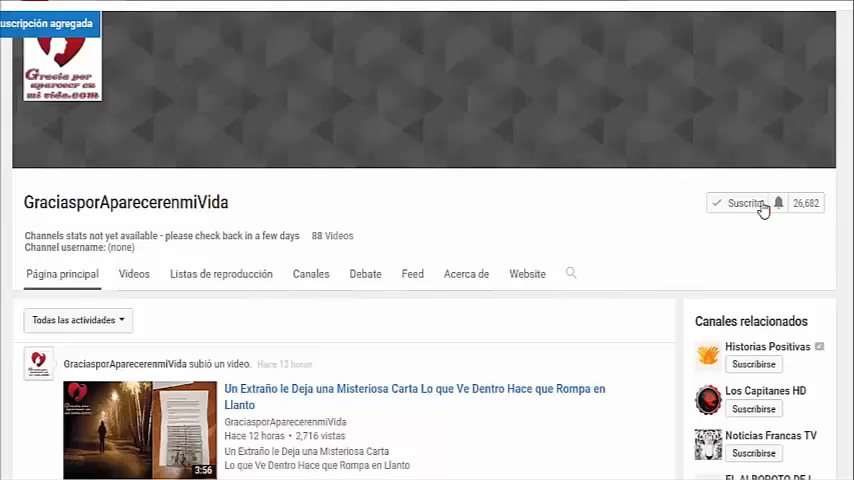 uscripción agregada
Gracia por
aparecer en
mi vida.com
GraciasporAparecerenmiVida
Suscrito
26,682
Channels stats not yet available - please check back in a few days 88 Videos
Channel username: (none)
Página principal Videos Listas de reproducción Canales Debate Feed Acerca de Website
Todas las actividades
GraciasporAparecerenmiVida subió un video. Hace 12 horas
Un Extraño le Deja una Misteriosa Carta Lo que Ve Dentro Hace que Rompa en
Llanto
GraciasporAparecerenmiVida
Hace 12 horas • 2,716 vistas
Un Extraño le Deja una Misteriosa Carta
Lo que Ve Dentro Hace que Rompa en Llanto
3:56
Canales relacionados
Historias Positivas
Suscribirse
Los Capitanes HD
Suscribirse
Noticias Francas TV
Suscribirse